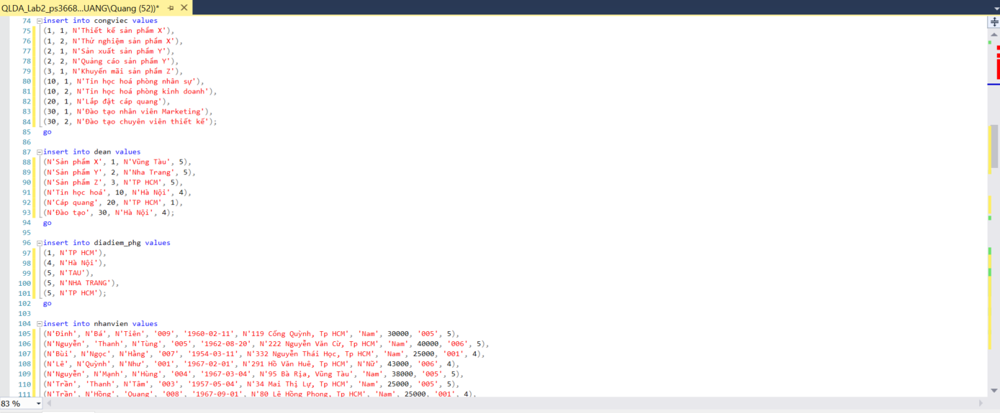 QLDA_Lab2_ps3668...UANG\Quang (52))*
74 insert into congviec values
75 (1, 1, N'Thiết kế sản phẩm X'),
76 (1, 2, N'Thử nghiệm sản phẩm X'),
77 (2, 1, N'Sản xuất sản phẩm Y'),
78 (2, 2, N'Quảng cáo sản phẩm Y'),
79 (3, 1, N'Khuyến mãi sản phẩm Z'),
80 (10, 1, N'Tin học hoá phòng nhân sự'),
81 (10, 2, N'Tin học hoá phòng kinh doanh'),
82 (20, 1, N'Lắp đặt cáp quang'),
83 (30, 1, N'Đào tạo nhân viên Marketing'),
84 (30, 2, N'Đào tạo chuyên viên thiết kế');
85 go
86
87 insert into dean values
88 (N'Sản phẩm X', 1, N'Vũng Tàu', 5),
89 (N'Sản phẩm Y', 2, N'Nha Trang', 5),
90 (N'Sản phẩm Z', 3, N'TP HCM', 5),
91 (N'Tin học hoá', 10, N'Hà Nội', 4),
92 (N'Cáp quang', 20, N'TP HCM', 1),
93 (N'Đào tạo', 30, N'Hà Nội', 4);
94 go
95
96 insert into diadiem_phg values
97 (1, N'TP HCM'),
98 (4, N'Hà Nội'),
99 (5, N'TAU'),
100 (5, N'NHA TRANG'),
101 (5, N'TP HCM');
102 go
103
104 insert into nhanvien values
105 (N'Đinh', N'Bá', N'Tiên', '009', '1960-02-11', N'119 Cống Quỳnh, Tp HCM', 'Nam', 30000, '005', 5),
106 (N'Nguyễn', 'Thanh', N'Tùng', '005', '1962-08-20', N'222 Nguyễn Văn Cừ, Tp HCM', 'Nam', 40000, '006', 5),
107 (N'Bùi', N'Ngọc', N'Hằng', '007', '1954-03-11', N'332 Nguyễn Thái Học, Tp HCM', 'Nam', 25000, '001', 4),
108 (N'Lê', N'Quỳnh', N'Như', '001', '1967-02-01', N'291 Hồ Văn Huê, Tp HCM', N'Nữ', 43000, '006', 4),
109 (N'Nguyễn', N'Mạnh', N'Hùng', '004', '1967-03-04', N'95 Bà Rịa, Vũng Tàu', 'Nam', 38000, '005', 5),
110 (N'Trần', 'Thanh', N'Tâm', '003', '1957-05-04', N'34 Mai Thị Lự, Tp HCM', 'Nam', 25000, '005', 5),
111 (N'Trần', N'Hồng', 'Quang', '008', '1967-09-01', N'80 Lê Hồng Phong, Tp HCM', 'Nam', 25000, '001', 4),
83 %